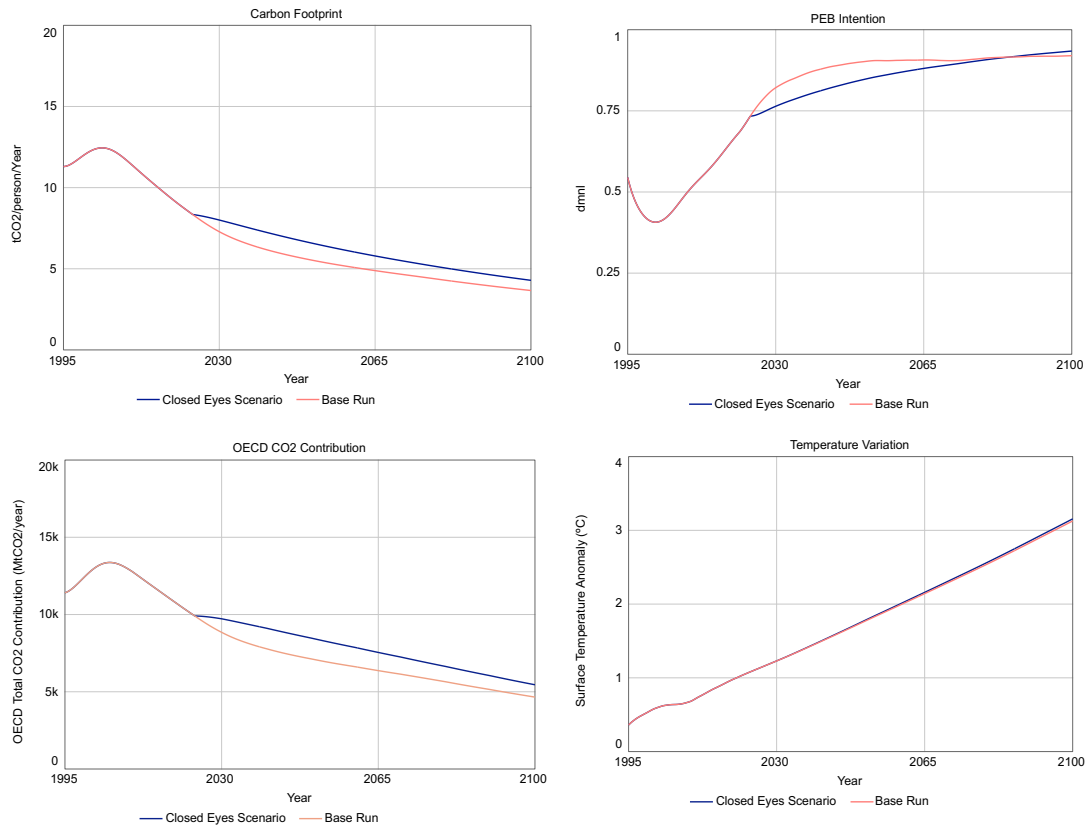 Carbon Footprint
20
15
10
5
0
tCO2/person/Year
1995
2030
2065
2100
Year
Closed Eyes Scenario
Base Run
PEB Intention
1
0.75
0.5
0.25
0
dmnl
1995
2030
2065
2100
Year
Closed Eyes Scenario
Base Run
OECD CO2 Contribution
20k
15k
10k
5k
0
OECD Total CO2 Contribution (MtCO2/year)
1995
2030
2065
2100
Year
Closed Eyes Scenario
Base Run
Temperature Variation
4
3
2
1
0
Surface Temperature Anomaly (ºC)
1995
2030
2065
2100
Year
Closed Eyes Scenario
Base Run